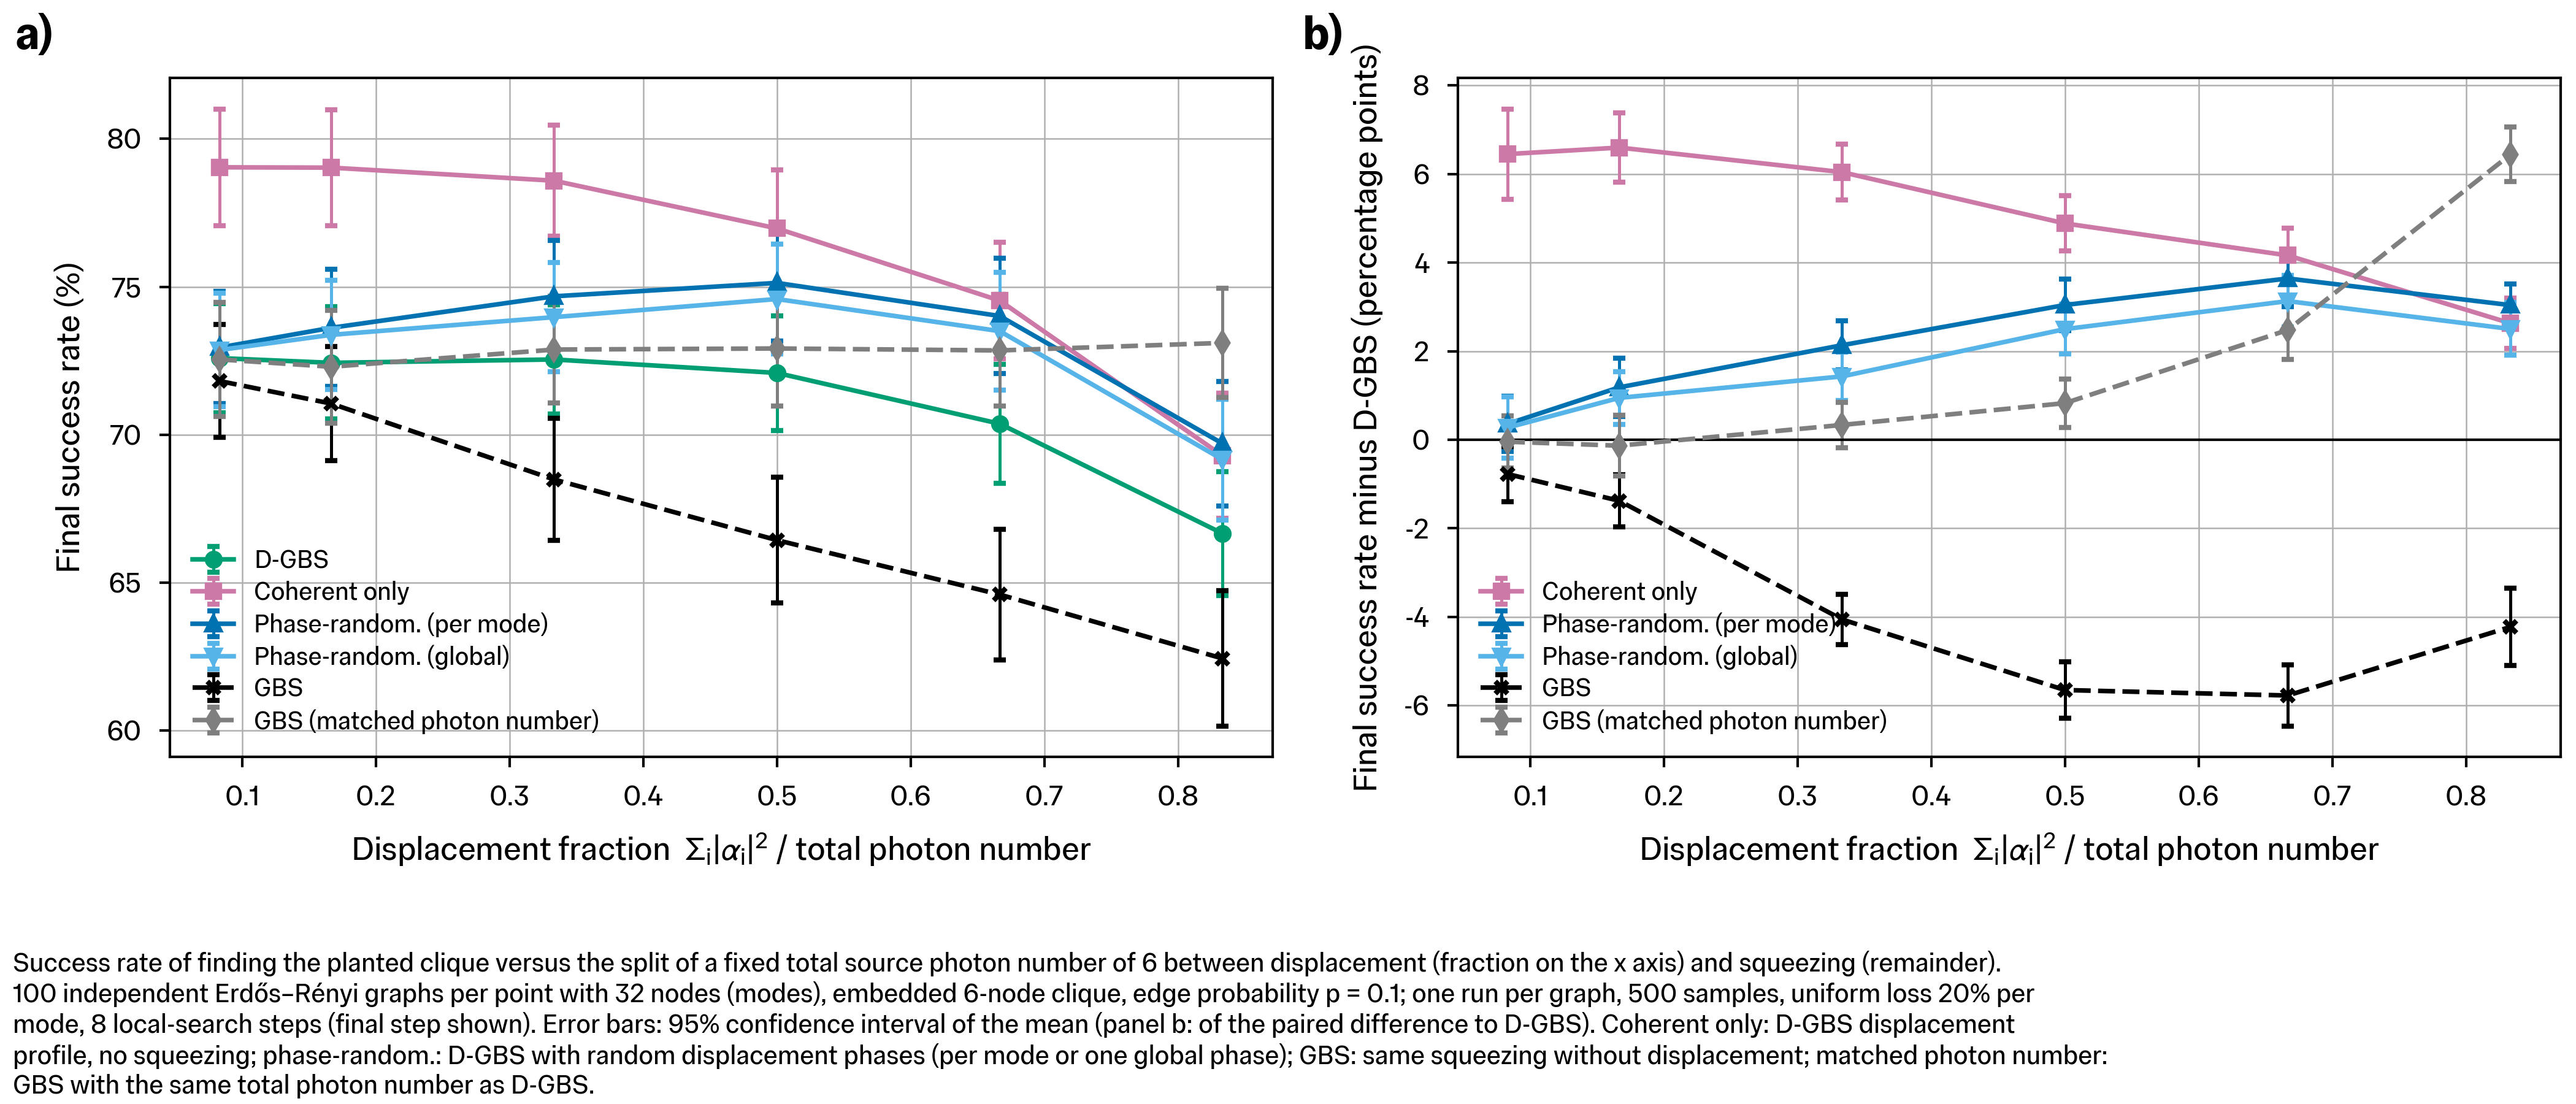 a)
b)
Final success rate (%)
80
75
70
65
60
D-GBS
Coherent only
Phase-random. (per mode)
Phase-random. (global)
GBS
GBS (matched photon number)
0.1 0.2 0.3 0.4 0.5 0.6 0.7 0.8
Displacement fraction Σᵢ|αᵢ|² / total photon number
Final success rate minus D-GBS (percentage points)
8
6
4
2
0
-2
-4
-6
Coherent only
Phase-random. (per mode)
Phase-random. (global)
GBS
GBS (matched photon number)
0.1 0.2 0.3 0.4 0.5 0.6 0.7 0.8
Displacement fraction Σᵢ|αᵢ|² / total photon number
Success rate of finding the planted clique versus the split of a fixed total source photon number of 6 between displacement (fraction on the x axis) and squeezing (remainder).
100 independent Erdős–Rényi graphs per point with 32 nodes (modes), embedded 6-node clique, edge probability p = 0.1; one run per graph, 500 samples, uniform loss 20% per
mode, 8 local-search steps (final step shown). Error bars: 95% confidence interval of the mean (panel b: of the paired difference to D-GBS). Coherent only: D-GBS displacement
profile, no squeezing; phase-random.: D-GBS with random displacement phases (per mode or one global phase); GBS: same squeezing without displacement; matched photon number:
GBS with the same total photon number as D-GBS.